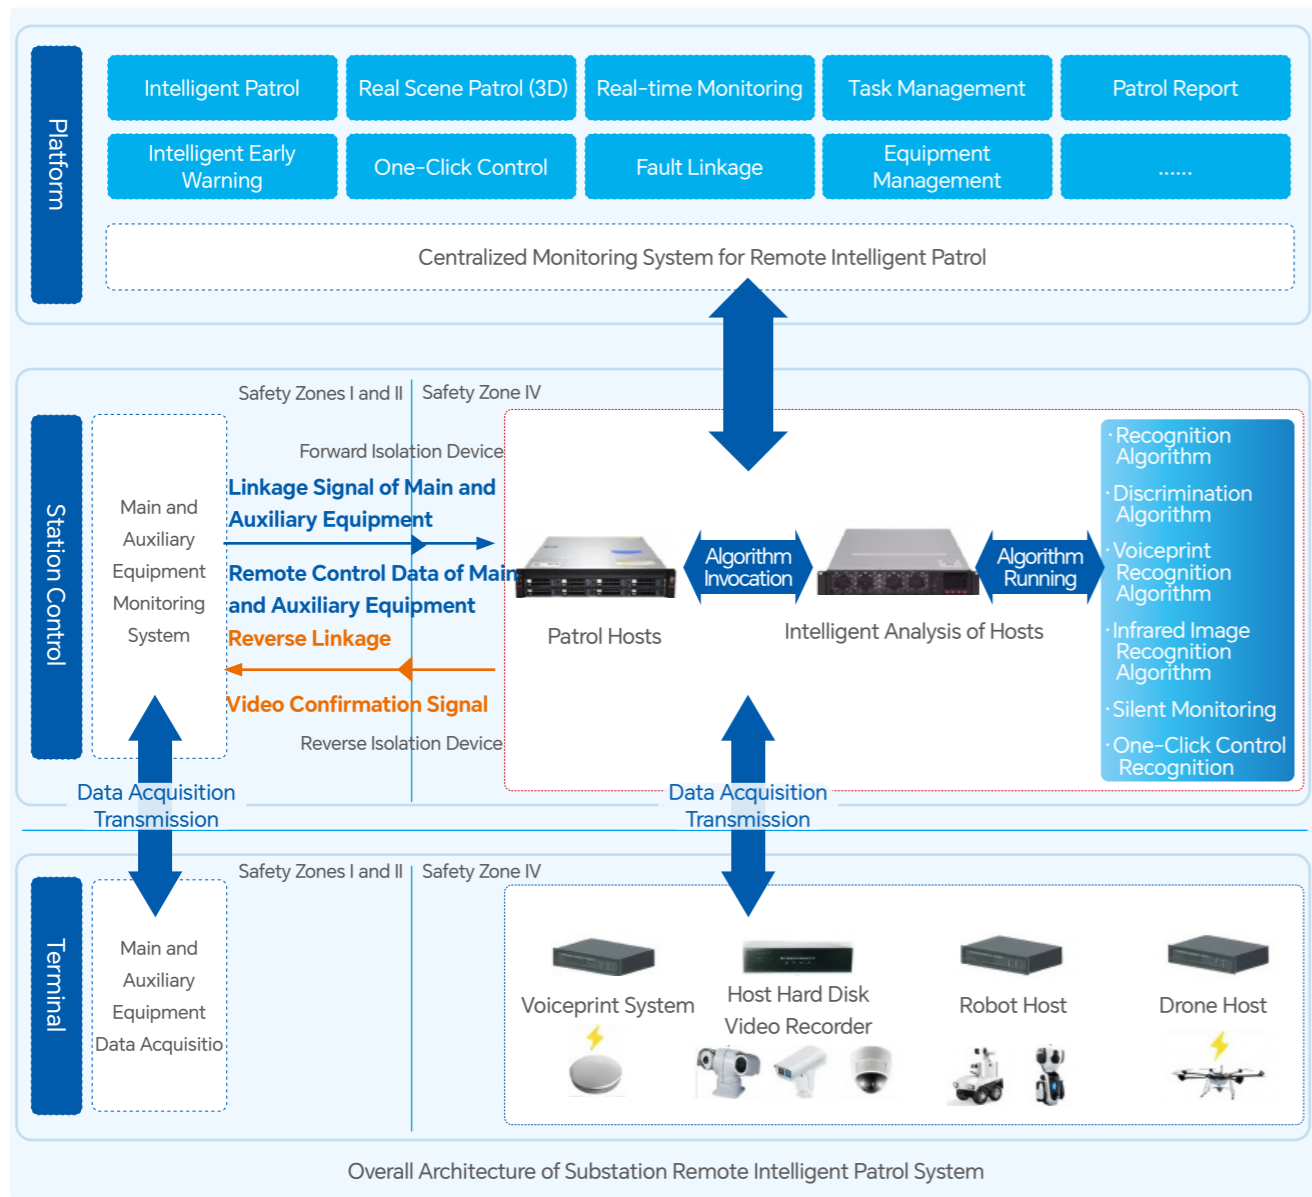 Platform
Intelligent Patrol
Real Scene Patrol (3D)
Real-time Monitoring
Task Management
Patrol Report
Intelligent Early
Warning
One-Click Control
Fault Linkage
Equipment
Management
......
Centralized Monitoring System for Remote Intelligent Patrol
Station Control
Safety Zones I and II
Safety Zone IV
Main and
Auxiliary
Equipment
Monitoring
System
Forward Isolation Device
Linkage Signal of Main and
Auxiliary Equipment
Remote Control Data of Main
and Auxiliary Equipment
Reverse Linkage
Video Confirmation Signal
Reverse Isolation Device
Patrol Hosts
Algorithm
Invocation
Intelligent Analysis of Hosts
Algorithm
Running
·Recognition
Algorithm
·Discrimination
Algorithm
·Voiceprint
Recognition
Algorithm
·Infrared Image
Recognition
Algorithm
·Silent Monitoring
·One-Click Control
Recognition
Data Acquisition
Transmission
Data Acquisition
Transmission
Terminal
Safety Zones I and II
Safety Zone IV
Main and
Auxiliary
Equipment
Data Acquisitio
Voiceprint System
Host Hard Disk
Video Recorder
Robot Host
Drone Host
Overall Architecture of Substation Remote Intelligent Patrol System